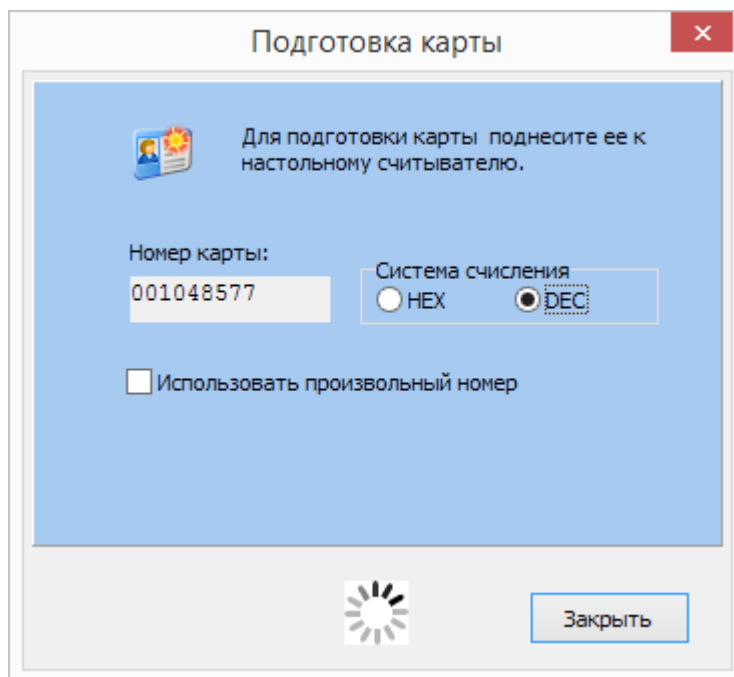 Подготовка карты
Для подготовки карты поднесите ее к
настольному считывателю.
Номер карты:
001048577
Система счисления
HEX
DEC
Использовать произвольный номер
Закрыть